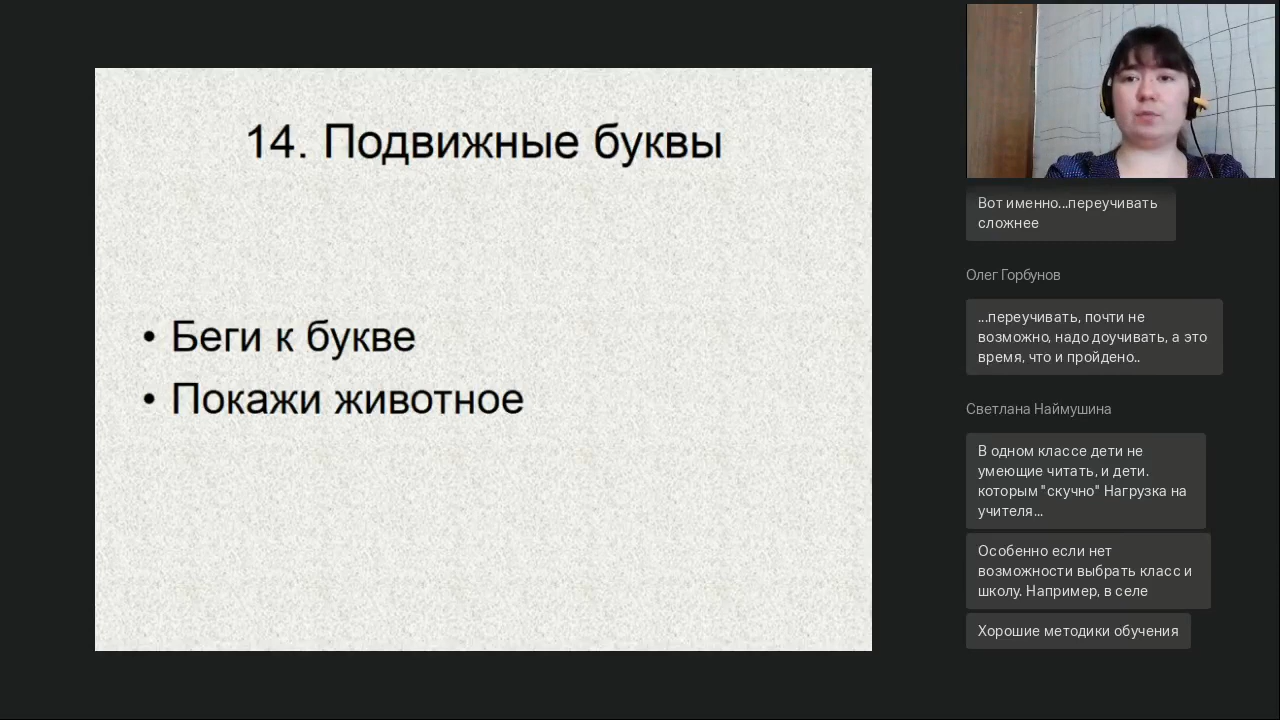 14. Подвижные буквы
• Беги к букве
• Покажи животное
Вот именно...переучивать
сложнее
Олег Горбунов
...переучивать, почти не
возможно, надо доучивать, а это
время, что и пройдено..
Светлана Наймушина
В одном классе дети не
умеющие читать, и дети.
которым "скучно" Нагрузка на
учителя...
Особенно если нет
возможности выбрать класс и
школу. Например, в селе
Хорошие методики обучения